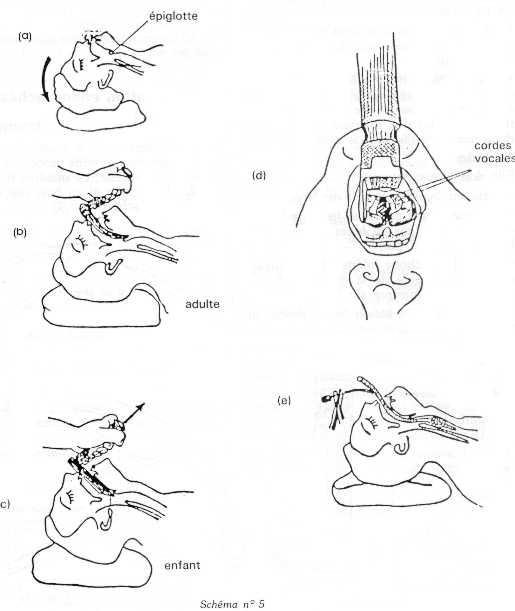 (a)
épiglotte
(b)
adulte
c)
enfant
(d)
cordes
vocales
(e)
Schéma n° 5